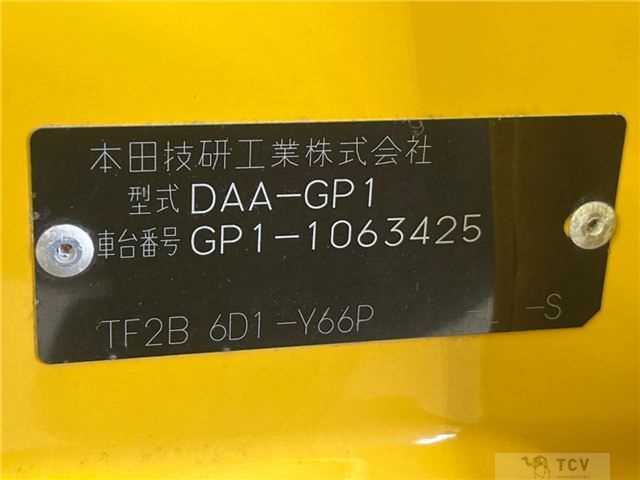 本田技研工業株式会社
型式 DAA-GP1
車台番号 GP1-1063425
TF2B 6D1-Y66P -S
TCV